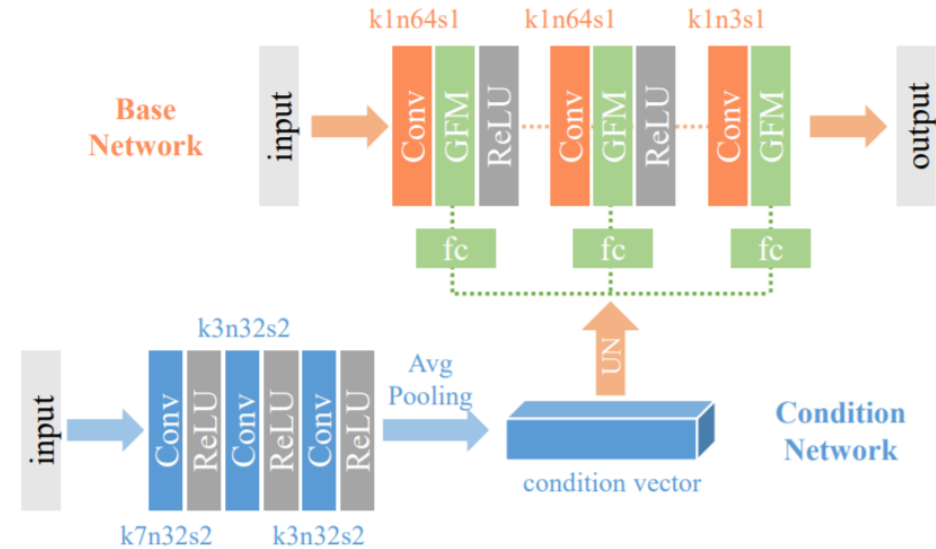 k1n64s1
k1n64s1
k1n3s1
Base
Network
input
Conv
GFM
ReLU
Conv
GFM
ReLU
Conv
GFM
output
fc
fc
fc
k3n32s2
input
Conv
ReLU
Conv
ReLU
Conv
ReLU
Avg
Pooling
UN
Condition
Network
condition vector
k7n32s2
k3n32s2